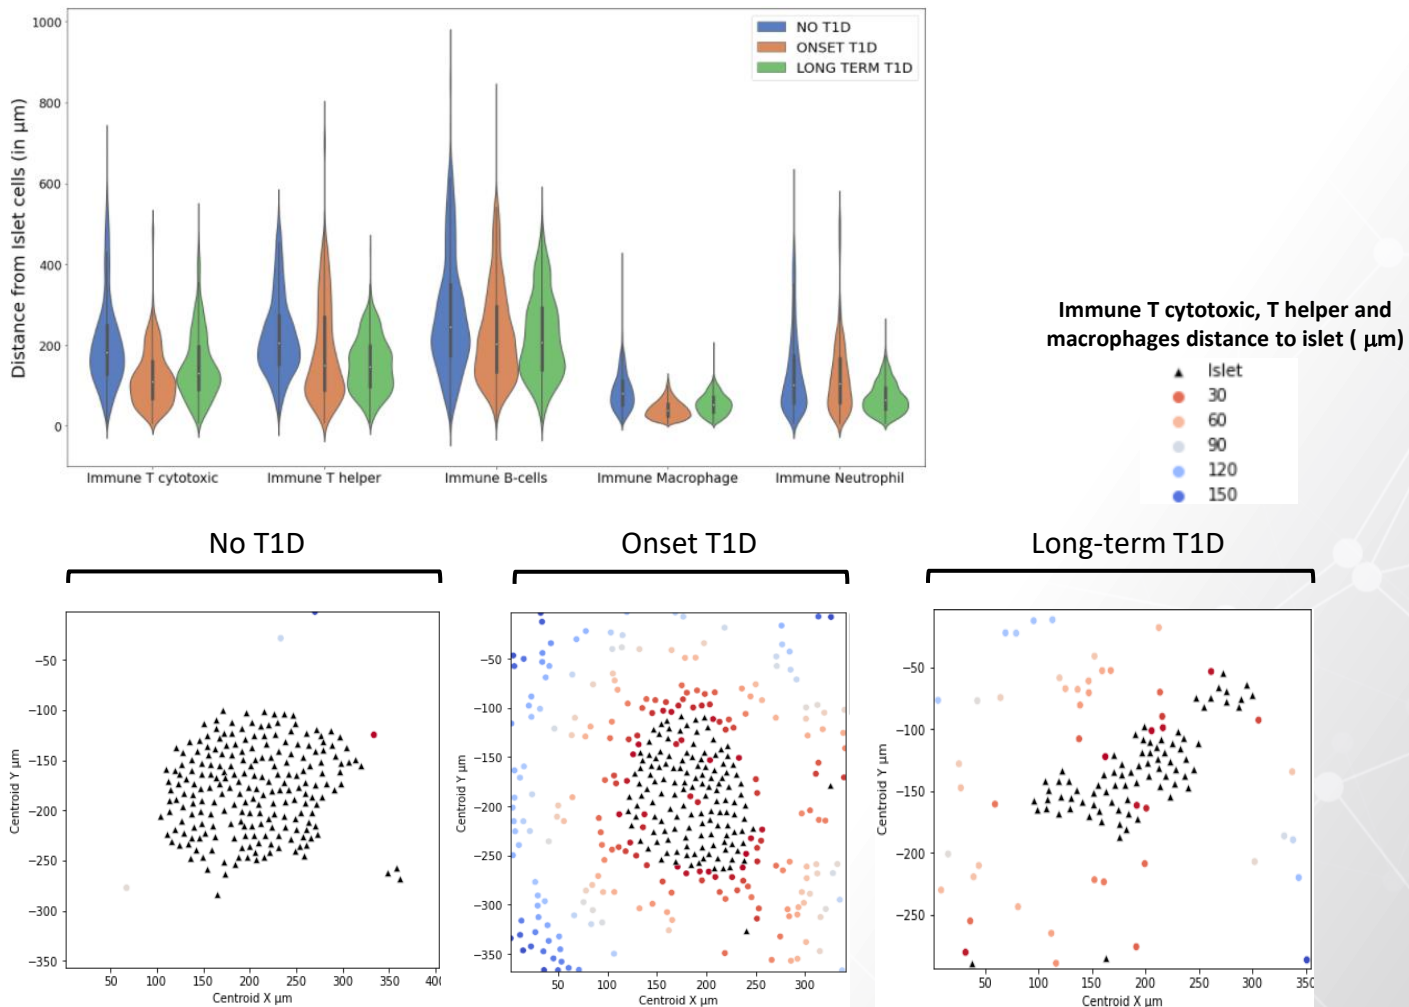 1000
800
600
400
200
0
Distance from Islet cells (in μm)
NO T1D
ONSET T1D
LONG TERM T1D
Immune T cytotoxic
Immune T helper
Immune B-cells
Immune Macrophage
Immune Neutrophil
Immune T cytotoxic, T helper and
macrophages distance to islet ( μm)
Islet
30
60
90
120
150
No T1D
Onset T1D
Long-term T1D
−50
−100
−150
−200
−250
−300
−350
Centroid Y μm
50
100
150
200
250
300
350
400
Centroid X μm
−50
−100
−150
−200
−250
−300
−350
Centroid Y μm
50
100
150
200
250
300
Centroid X μm
−50
−100
−150
−200
−250
Centroid Y μm
50
100
150
200
250
300
350
Centroid X μm